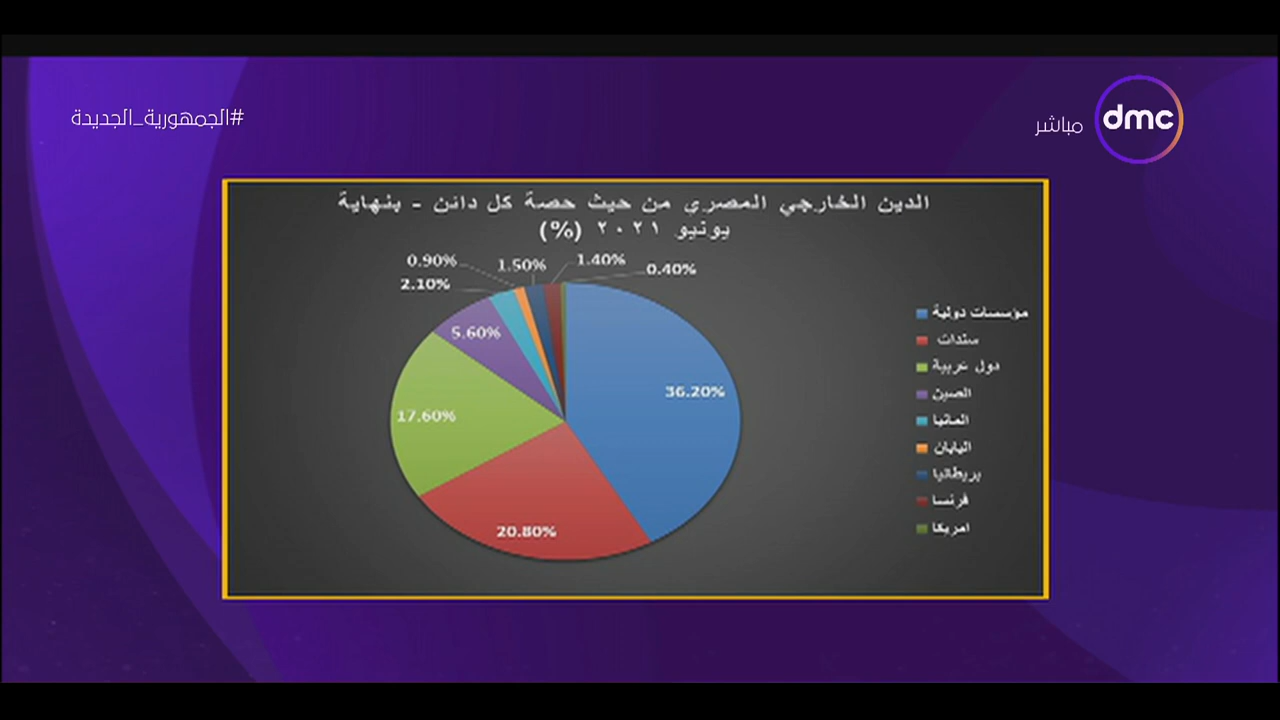 #الجمهورية_الجديدة
مباشر
dmc
الدين الخارجي المصري من حيث حصة كل دائن - بنهاية
يونيو ٢٠٢١ (%)
0.90%
1.50%
1.40%
0.40%
2.10%
5.60%
36.20%
17.60%
20.80%
مؤسسات دولية
سندات
دول عربية
الصين
المانيا
اليابان
بريطانيا
فرنسا
امريكا